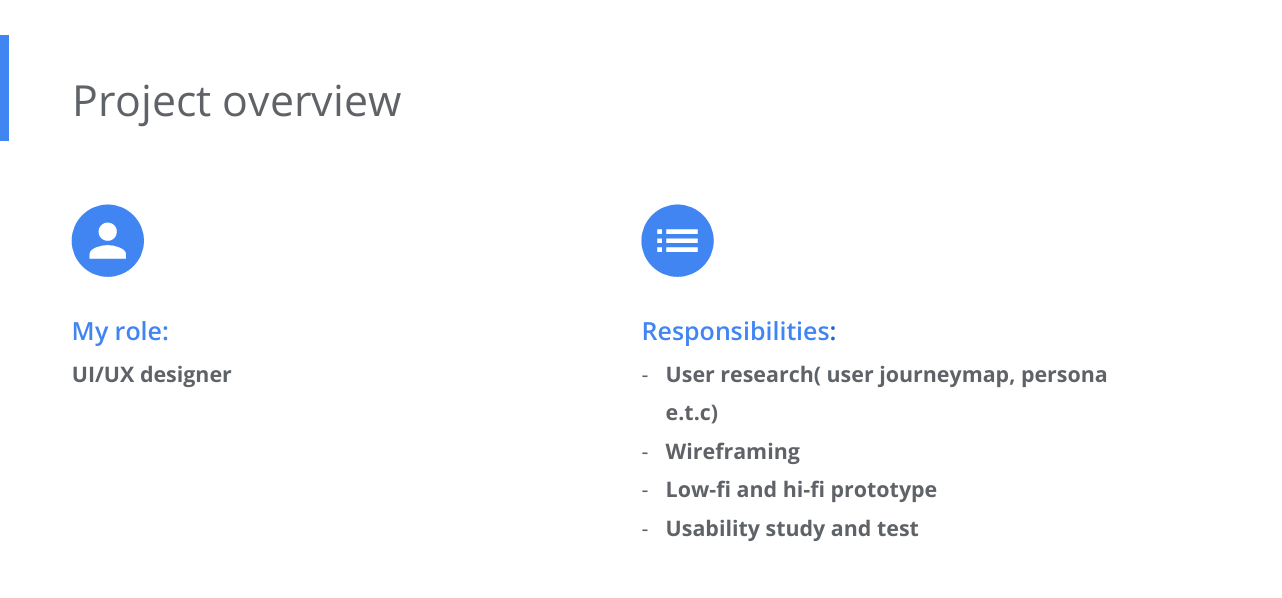 Project overview
My role:
UI/UX designer
Responsibilities:
- User research( user journeymap, persona
e.t.c)
- Wireframing
- Low-fi and hi-fi prototype
- Usability study and test